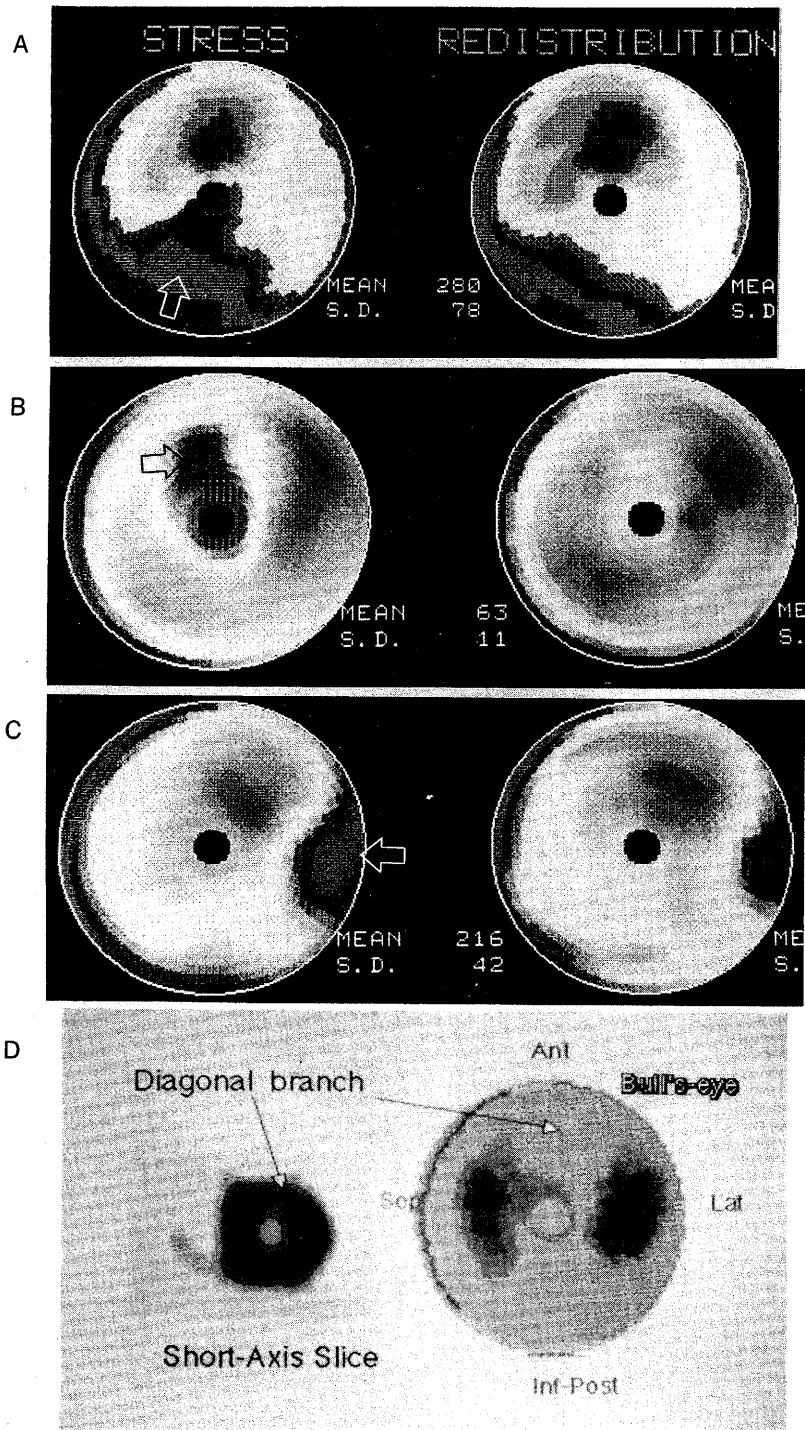 A
STRESS
REDISTRIBUTION
MEAN 280
S.D. 78
MEA
S.D
B
MEAN 63
S.D. 11
ME
S.
C
MEAN 216
S.D. 42
ME
S.
D
Ant
Diagonal branch
Bull's-eye
Sep
Lat
Short-Axis Slice
Inf-Post